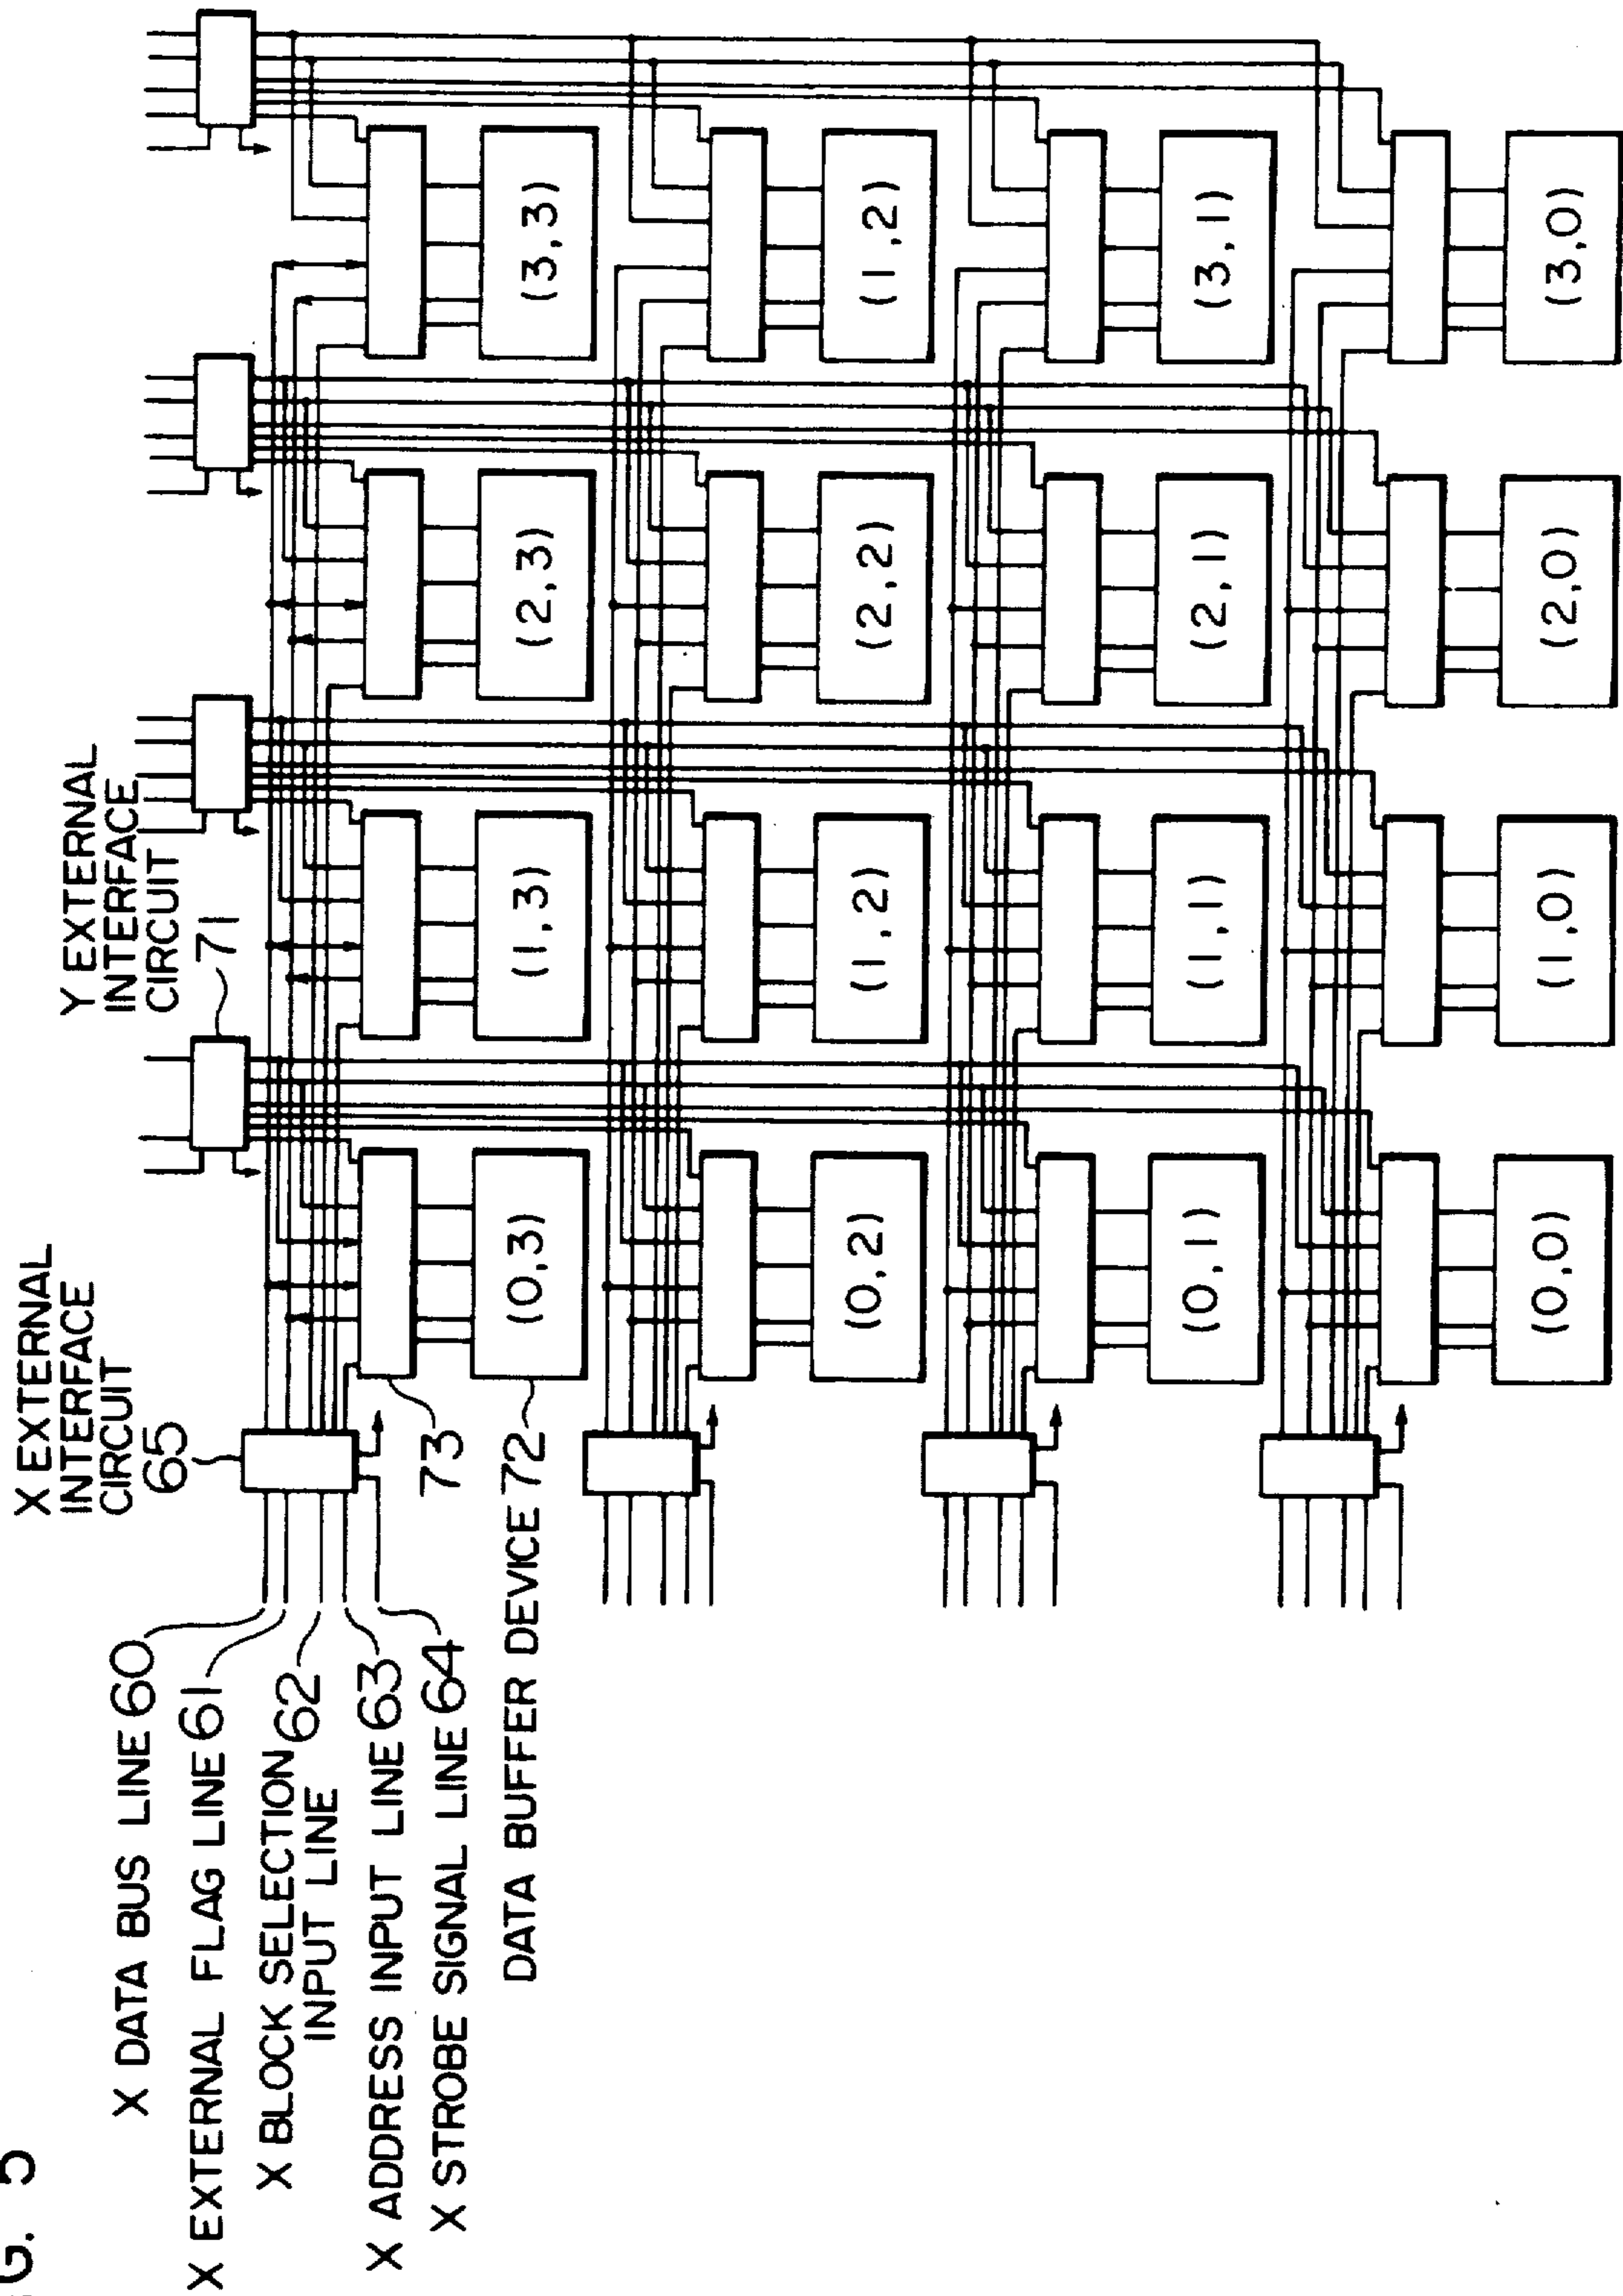 G. 5
X EXTERNAL
INTERFACE
CIRCUIT
65
Y EXTERNAL
INTERFACE
CIRCUIT
71
X DATA BUS LINE 60
X EXTERNAL FLAG LINE 61
X BLOCK SELECTION 62
INPUT LINE
X ADDRESS INPUT LINE 63
X STROBE SIGNAL LINE 64
73
DATA BUFFER DEVICE 72
(0,3)
(1,3)
(2,3)
(3,3)
(0,2)
(1,2)
(2,2)
(1,2)
(0,1)
(1,1)
(2,1)
(3,1)
(0,0)
(1,0)
(2,0)
(3,0)